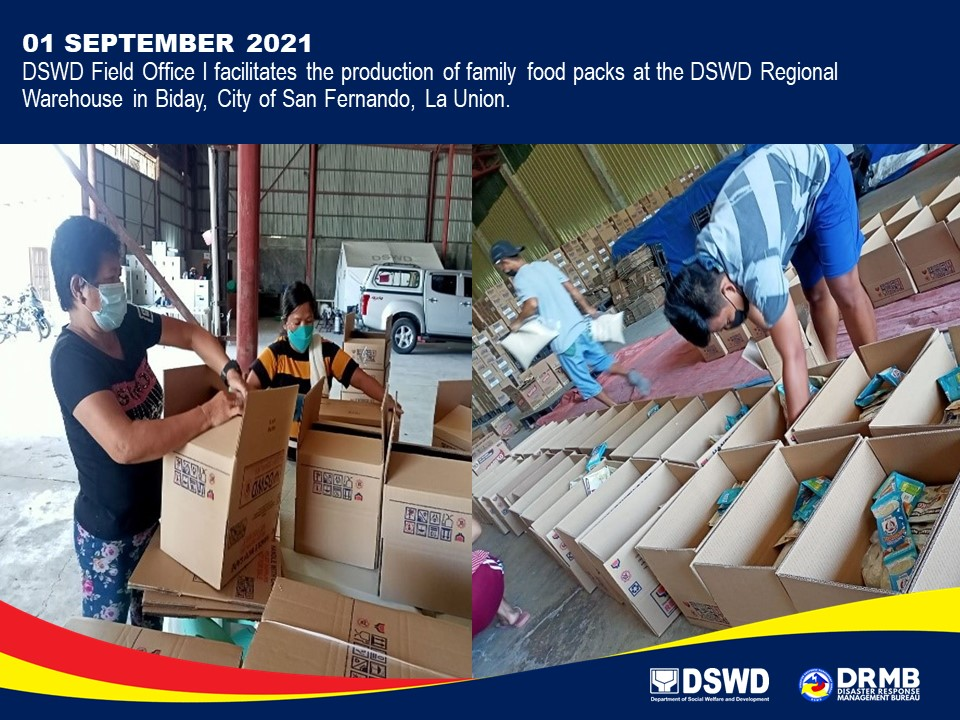 01 SEPTEMBER 2021
DSWD Field Office I facilitates the production of family food packs at the DSWD Regional
Warehouse in Biday, City of San Fernando, La Union.
DSWD
DSWD
Department of Social Welfare and Development
DRMB
DISASTER RESPONSE
MANAGEMENT BUREAU